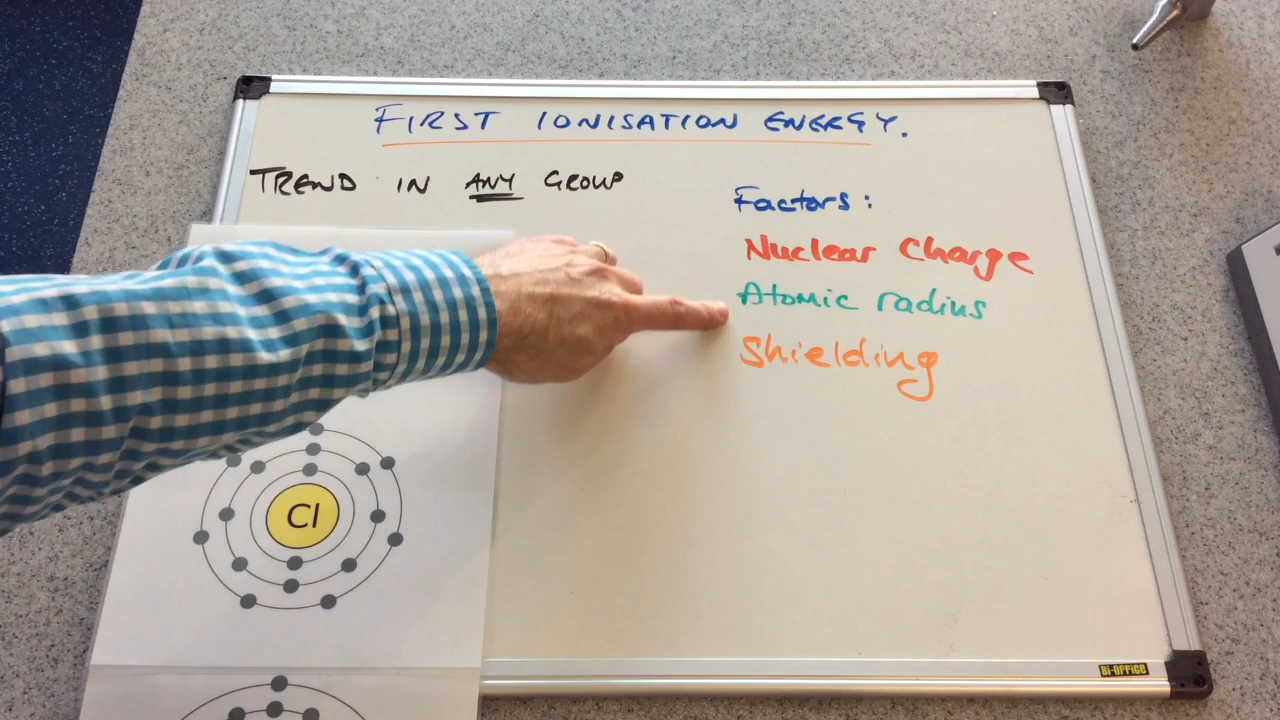 FIRST IONISATION ENERGY.
TREND IN ANY GROUP
Factors:
Nuclear Charge
Atomic radius
Shielding
Cl
Bi-OFFICE